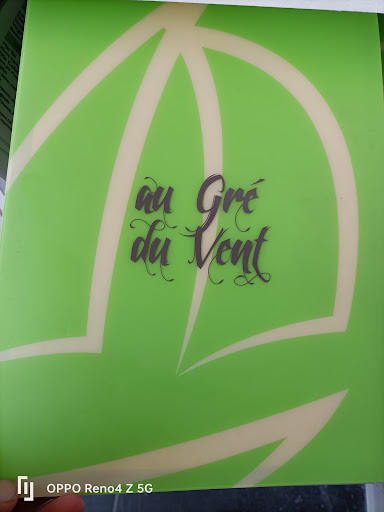 au Gré
du Vent
OPPO Reno4 Z 5G